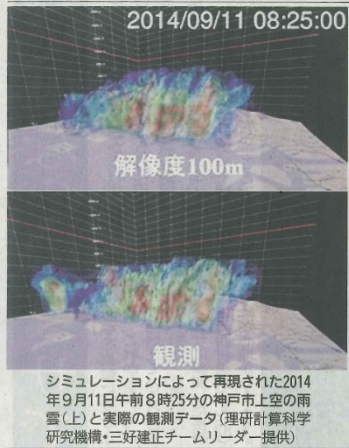 2014/09/11 08:25:00
解像度100m
観測
シミュレーションによって再現された2014
年9月11日午前8時25分の神戸市上空の雨
雲(上)と実際の観測データ(理研計算科学
研究機構・三好建正チームリーダー提供)